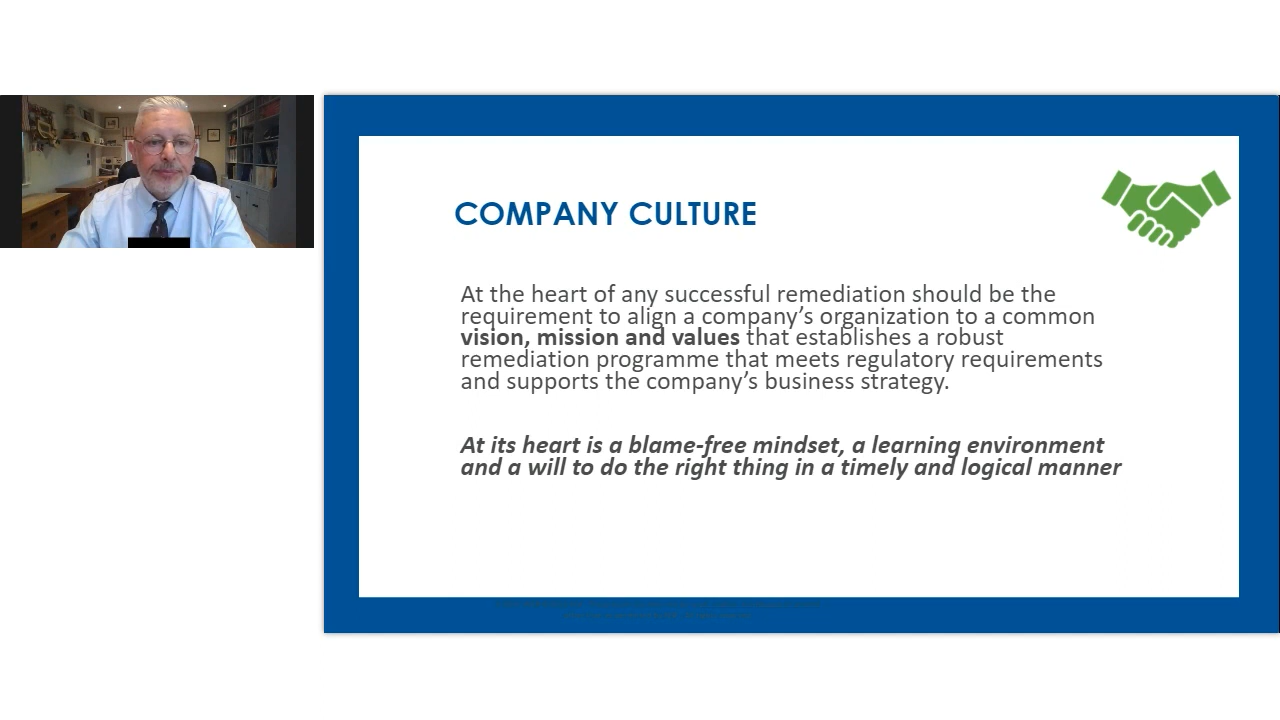 COMPANY CULTURE
At the heart of any successful remediation should be the
requirement to align a company’s organization to a common
vision, mission and values that establishes a robust
remediation programme that meets regulatory requirements
and supports the company’s business strategy.
At its heart is a blame-free mindset, a learning environment
and a will to do the right thing in a timely and logical manner